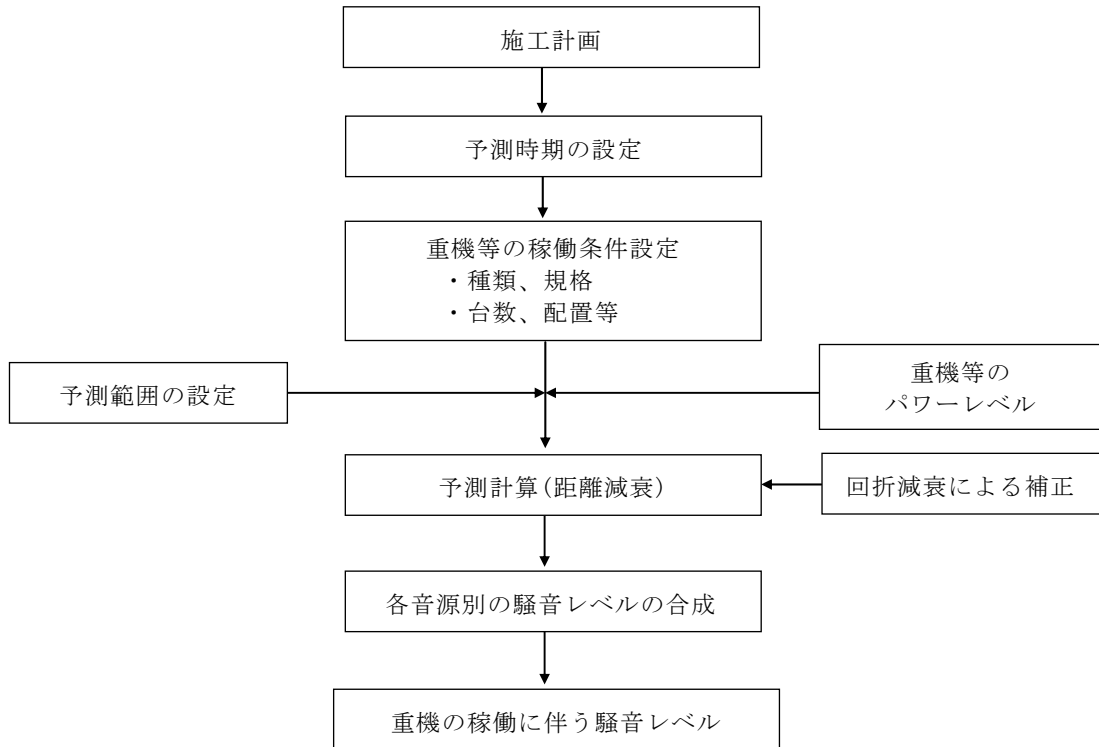 施工計画
予測時期の設定
重機等の稼働条件設定
・種類、規格
・台数、配置等
予測範囲の設定
重機等の
パワーレベル
予測計算(距離減衰)
回折減衰による補正
各音源別の騒音レベルの合成
重機の稼働に伴う騒音レベル